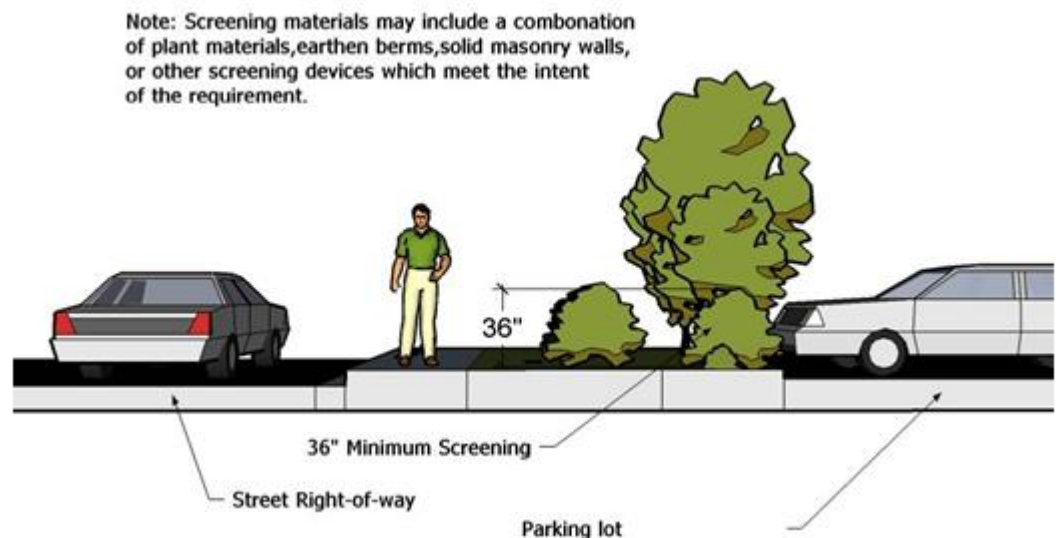 Note: Screening materials may include a combonation
of plant materials,earthen berms,solid masonry walls,
or other screening devices which meet the intent
of the requirement.
36"
36" Minimum Screening
Street Right-of-way
Parking lot